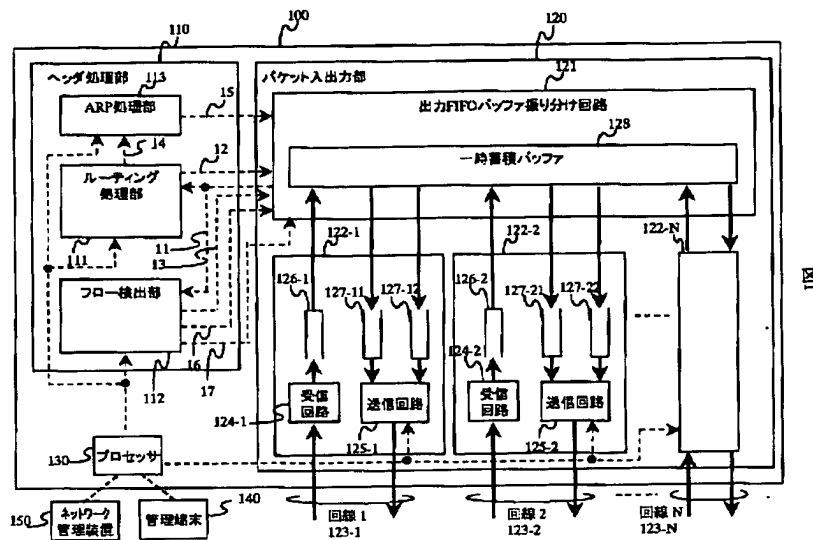 100
110
120
ヘッダ処理部
113
ARP処理部
15
14
12
ルーティング
処理部
111
11
13
フロー検出部
112
16
17
パケット入出力部
121
出力FIFOバッファ振り分け回路
128
一時蓄積バッファ
122-1
126-1
127-11
127-12
受信
回路
124-1
送信回路
125-1
122-2
126-2
127-21
127-22
124-2
受信
回路
送信回路
125-2
122-N
130
プロセッサ
150
ネットワーク
管理装置
140
管理端末
回線 1
123-1
回線 2
123-2
回線 N
123-N
図1